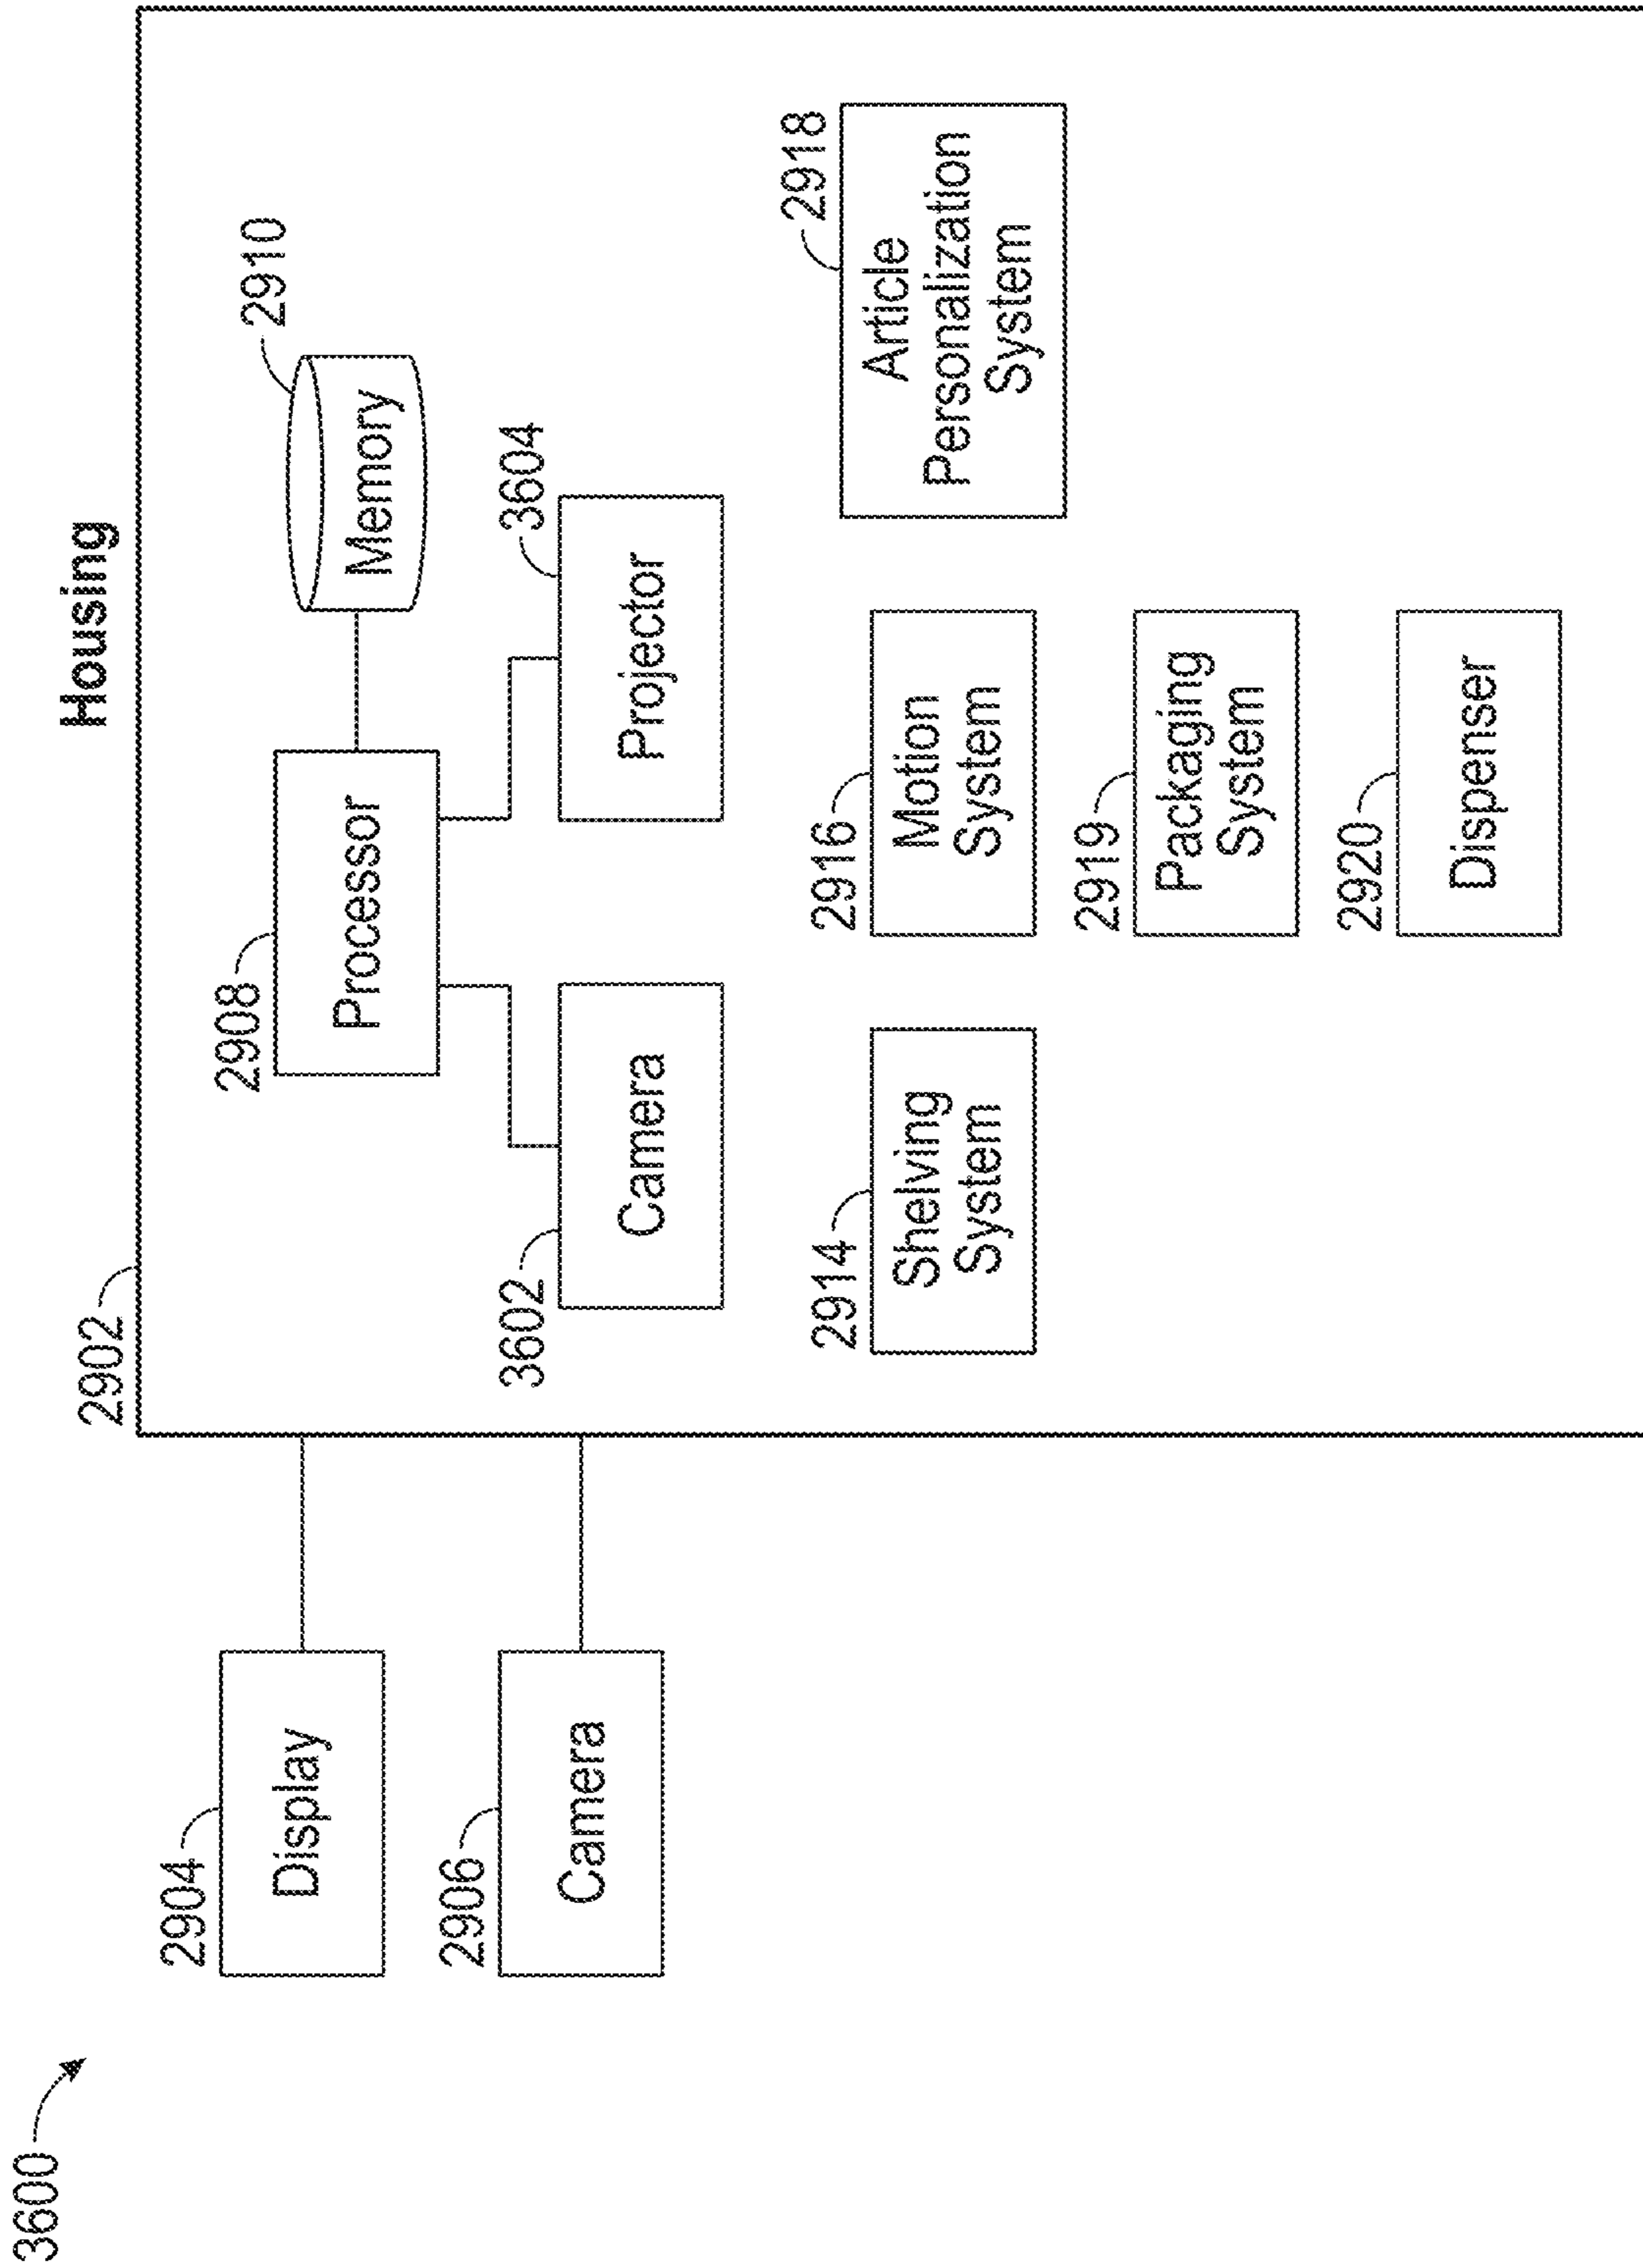 3600
Housing
2902
2904
Display
2908
Processor
2910
Memory
2906
Camera
3602
Camera
3604
Projector
2914
Shelving
System
2916
Motion
System
2918
Article
Personalization
System
2919
Packaging
System
2920
Dispenser